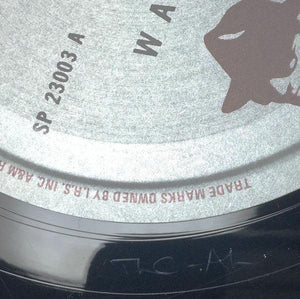 SP 23003 A
W A
TRADE MARKS OWNED BY I.R.S. INC A&M R